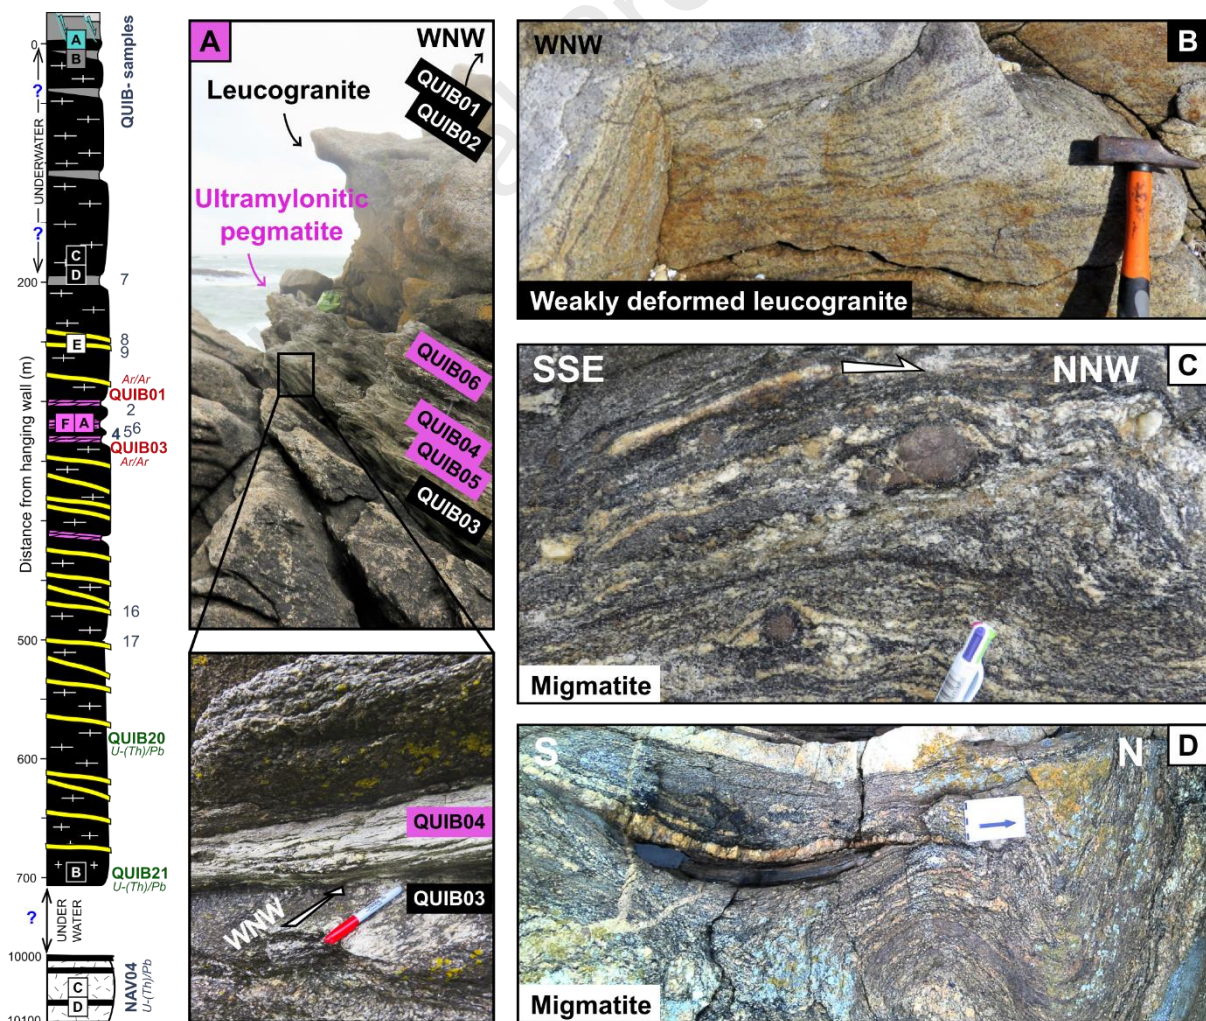 QUIB- samples
A
B
0
?
UNDERWATER
?
C
D
200
7
E
8
9
Ar/Ar
QUIB01
2
F A
4 5 6
QUIB03
Ar/Ar
Distance from hanging wall (m)
16
500
17
QUIB20
U-(Th)/Pb
600
B
QUIB21
U-(Th)/Pb
700
?
UNDER
WATER
10000
C
D
NAV04
U-(Th)/Pb
10100
A
WNW
QUIB01
QUIB02
Leucogranite
Ultramylonitic
pegmatite
QUIB06
QUIB04
QUIB05
QUIB03
QUIB04
QUIB03
WNW
WNW
B
Weakly deformed leucogranite
SSE
NNW
C
Migmatite
S
N
D
Migmatite